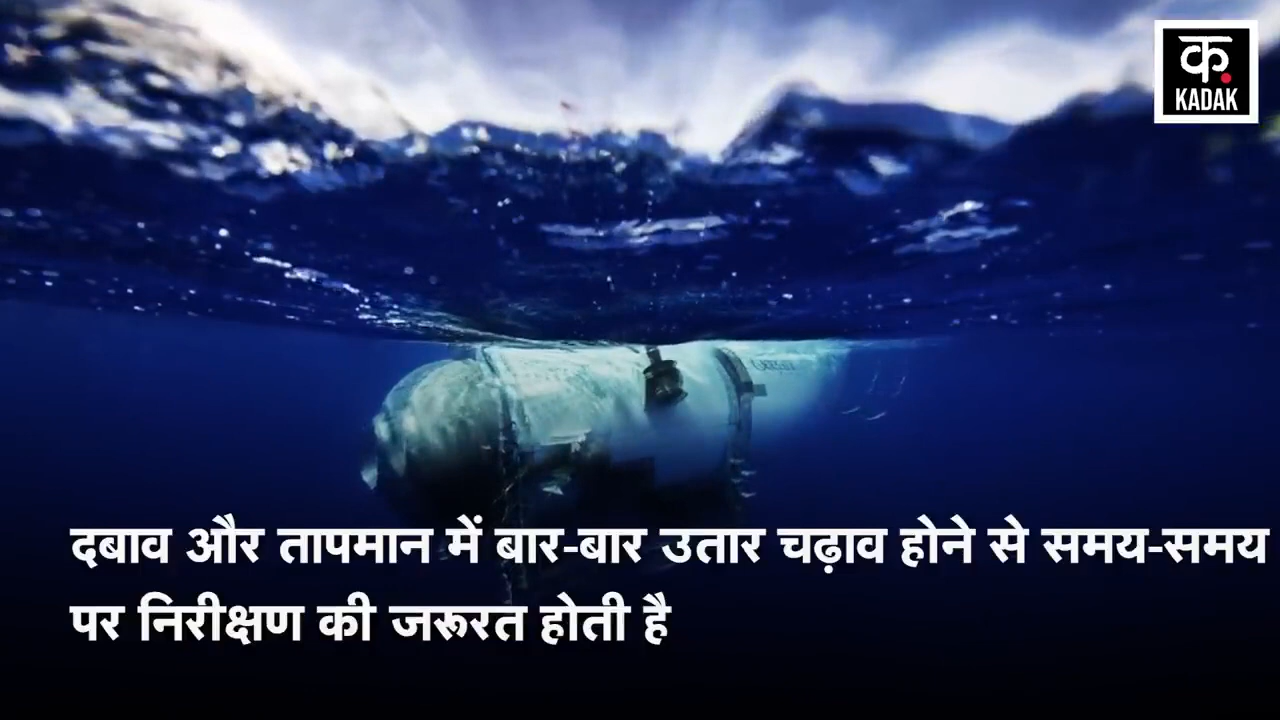 क.
KADAK
दबाव और तापमान में बार-बार उतार चढ़ाव होने से समय-समय
पर निरीक्षण की जरूरत होती है